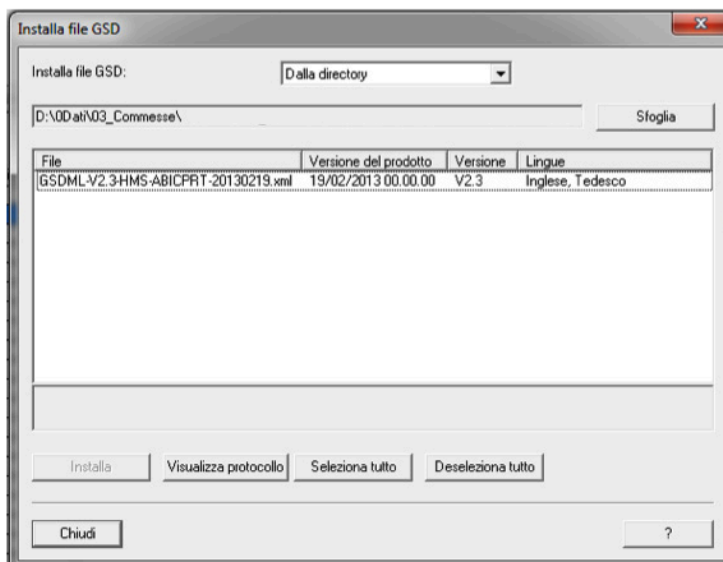 Installa file GSD
Installa file GSD: Dalla directory
D:\0Dati\03_Commesse\ Sfoglia
File Versione del prodotto Versione Lingue
GSDML-V2.3-HMS-ABICPRT-20130219.xml 19/02/2013 00.00.00 V2.3 Inglese, Tedesco
Installa Visualizza protocollo Seleziona tutto Deseleziona tutto
Chiudi ?